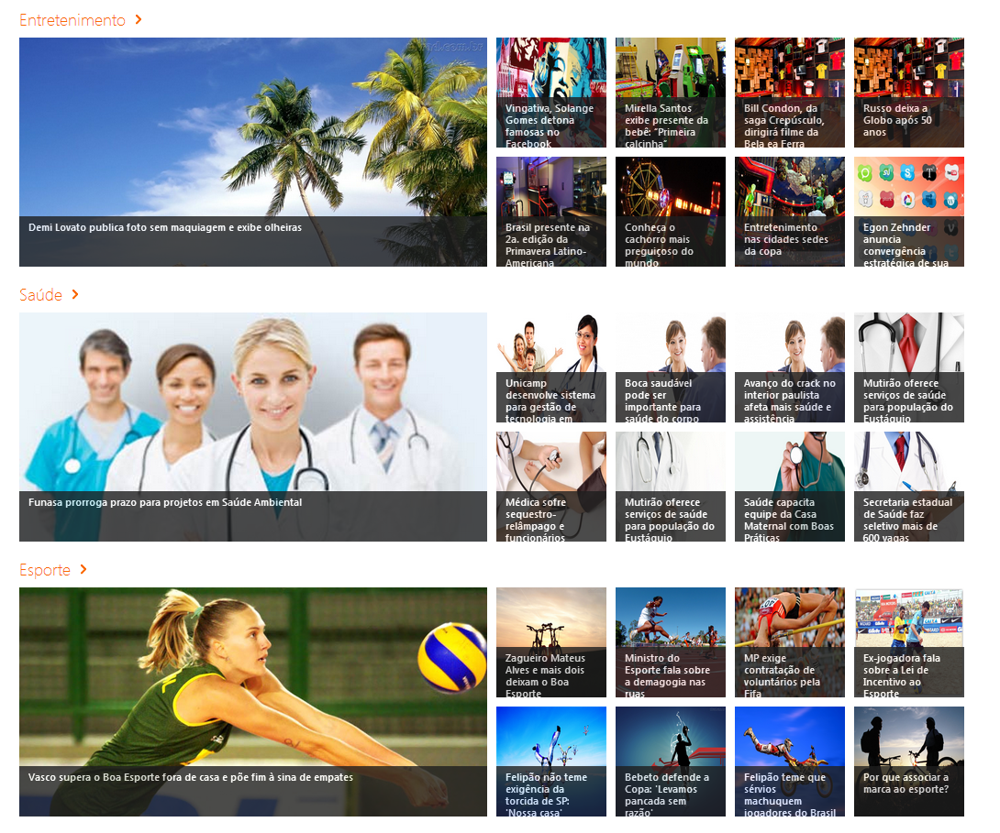 Entretenimento
Demi Lovato publica foto sem maquiagem e exibe olheiras
Vingativa, Solange
Gomes detona
famosas no
Facebook
Mirella Santos
exibe presente da
bebê: "Primeira
calcinha"
Bill Condon, da
saga Crepúsculo,
dirigirá filme da
Bela ea Ferra
Russo deixa a
Globo após 50
anos
Brasil presente na
2a. edição da
Primavera Latino-
Americana
Conheça o
cachorro mais
preguiçoso do
mundo
Entretenimento
nas cidades sedes
da copa
Egon Zehnder
anuncia
convergência
estratégica de sua
Saúde
Funasa prorroga prazo para projetos em Saúde Ambiental
Unicamp
desenvolve sistema
para gestão de
tecnologia em
Boca saudável
pode ser
importante para
saúde do corpo
Avanço do crack no
interior paulista
afeta mais saúde e
assistência
Mutirão oferece
serviços de saúde
para população do
Eustáquio
Médica sofre
sequestro-
relâmpago e
funcionários
Mutirão oferece
serviços de saúde
para população do
Eustáquio
Saúde capacita
equipe da Casa
Maternal com Boas
Práticas
Secretaria estadual
de Saúde faz
seletivo mais de
600 vagas
Esporte
Vasco supera o Boa Esporte fora de casa e põe fim à sina de empates
Zagueiro Mateus
Alves e mais dois
deixam o Boa
Esporte
Ministro do
Esporte fala sobre
a demagogia nas
ruas
MP exige
contratação de
voluntários pela
Fifa
Ex-jogadora fala
sobre a Lei de
Incentivo ao
Esporte
Felipão não teme
exigência da
torcida de SP:
'Nossa casa'
Bebeto defende a
Copa: 'Levamos
pancada sem
razão'
Felipão teme que
sérvios
machuquem
jogadores do Brasil
Por que associar a
marca ao esporte?